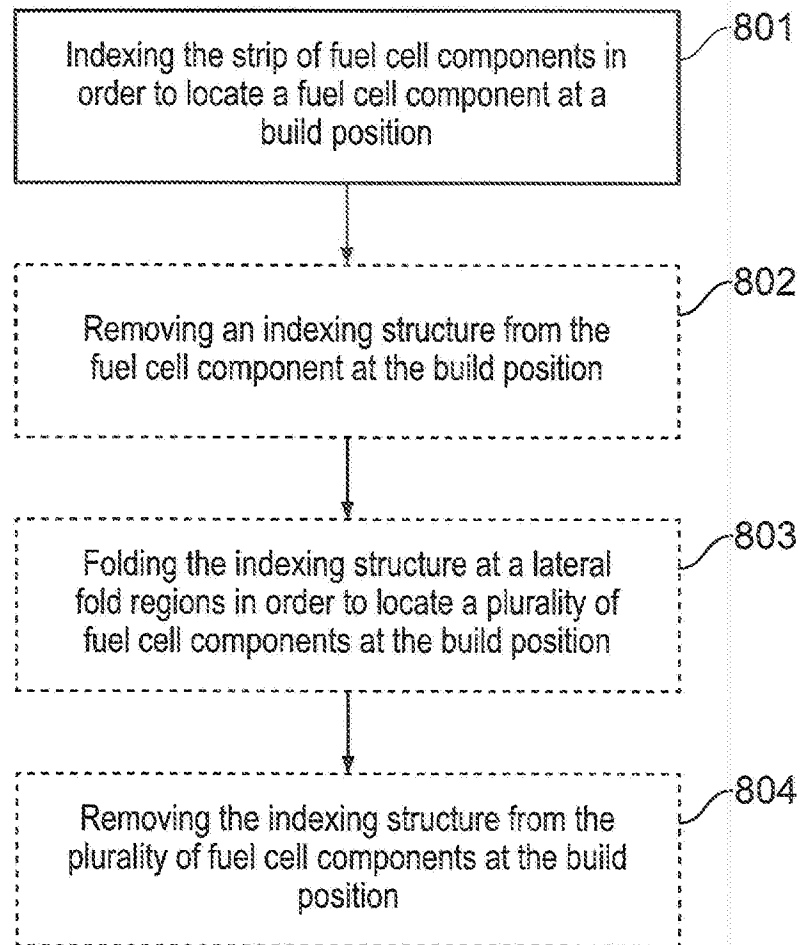 801
Indexing the strip of fuel cell components in
order to locate a fuel cell component at a
build position
802
Removing an indexing structure from the
fuel cell component at the build position
803
Folding the indexing structure at a lateral
fold regions in order to locate a plurality of
fuel cell components at the build position
804
Removing the indexing structure from the
plurality of fuel cell components at the build
position